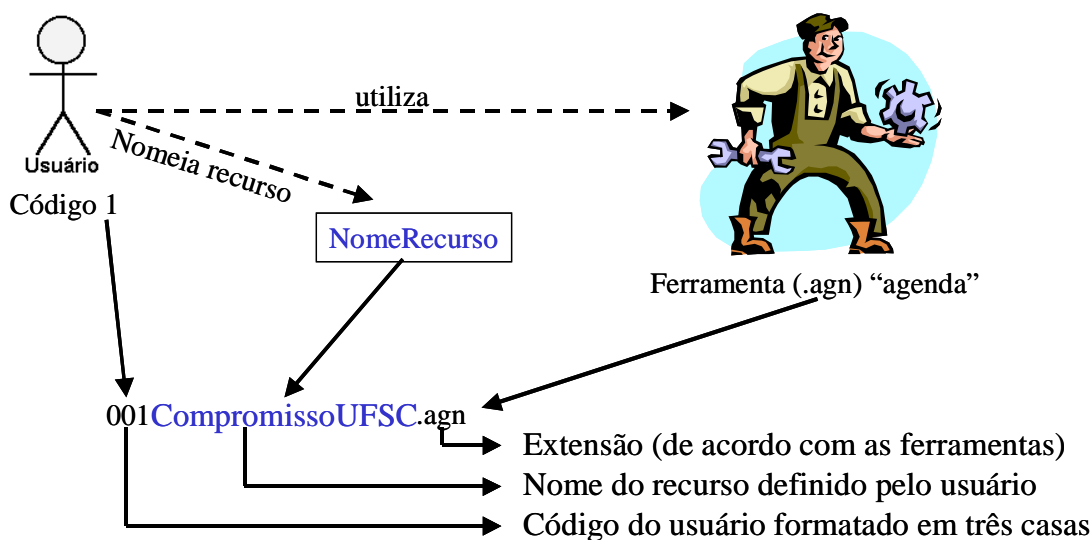 utiliza
Usuário
Nomeia recurso
Código 1
NomeRecurso
Ferramenta (.agn) “agenda”
001CompromissoUFSC.agn
Extensão (de acordo com as ferramentas)
Nome do recurso definido pelo usuário
Código do usuário formatado em três casas